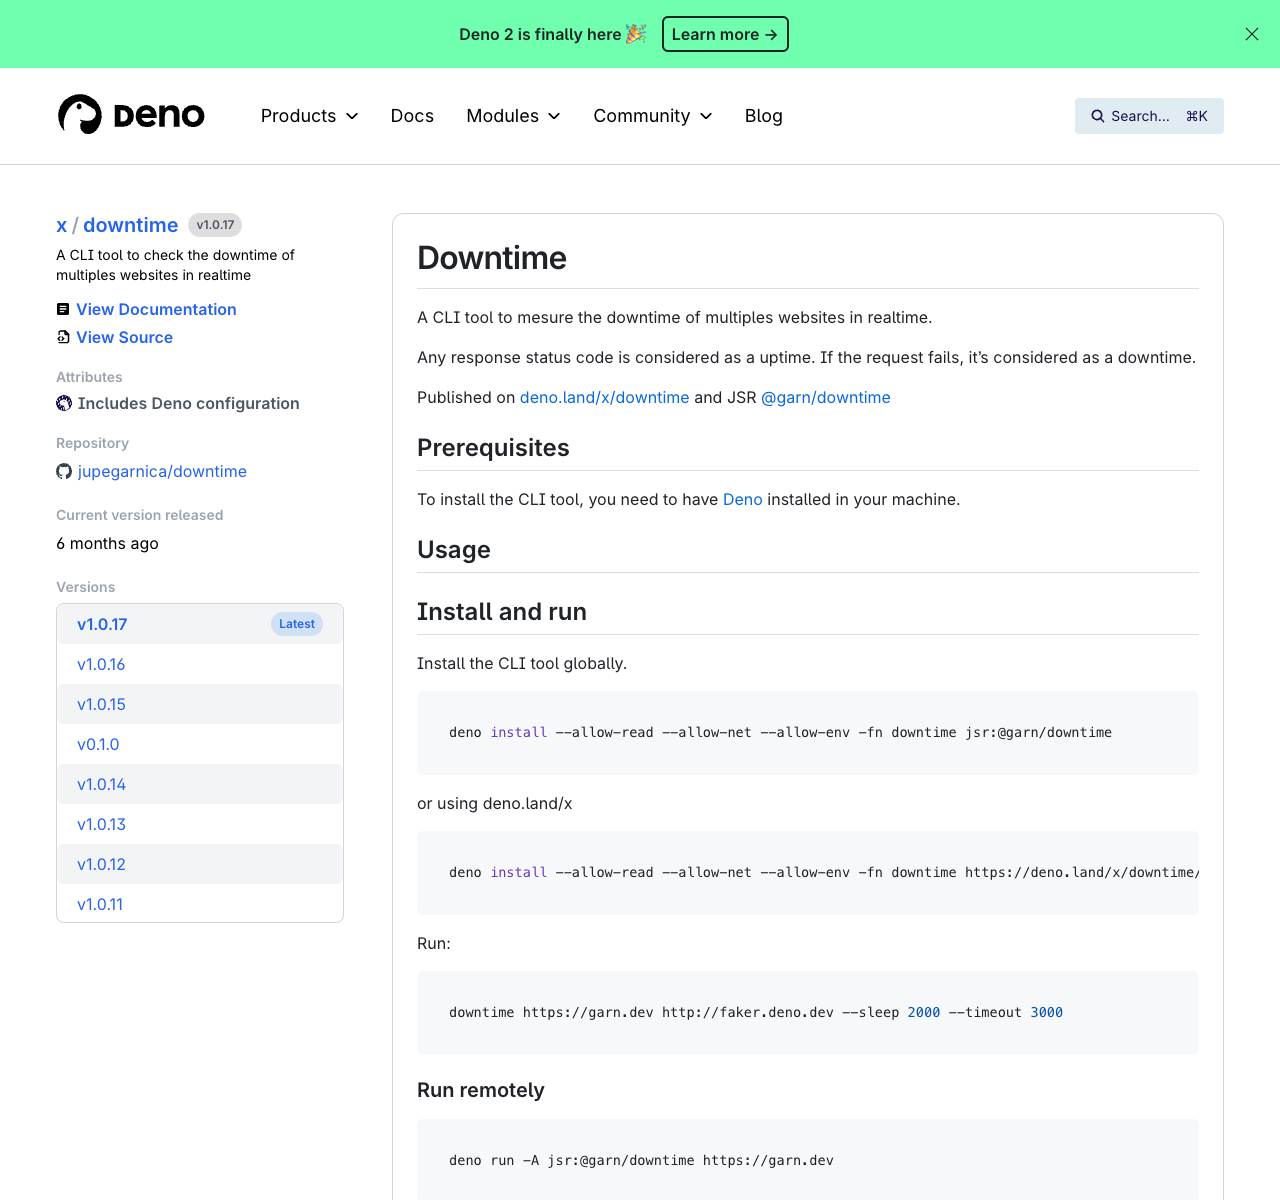 Deno 2 is finally here 🎉 Learn more →
Deno
Products
Docs
Modules
Community
Blog
Search... ⌘K
x / downtime v1.0.17
A CLI tool to check the downtime of
multiples websites in realtime
View Documentation
View Source
Attributes
Includes Deno configuration
Repository
jupegarnica/downtime
Current version released
6 months ago
Versions
v1.0.17 Latest
v1.0.16
v1.0.15
v0.1.0
v1.0.14
v1.0.13
v1.0.12
v1.0.11
Downtime
A CLI tool to mesure the downtime of multiples websites in realtime.
Any response status code is considered as a uptime. If the request fails, it’s considered as a downtime.
Published on deno.land/x/downtime and JSR @garn/downtime
Prerequisites
To install the CLI tool, you need to have Deno installed in your machine.
Usage
Install and run
Install the CLI tool globally.
deno install --allow-read --allow-net --allow-env -fn downtime jsr:@garn/downtime
or using deno.land/x
deno install --allow-read --allow-net --allow-env -fn downtime https://deno.land/x/downtime/
Run:
downtime https://garn.dev http://faker.deno.dev --sleep 2000 --timeout 3000
Run remotely
deno run -A jsr:@garn/downtime https://garn.dev